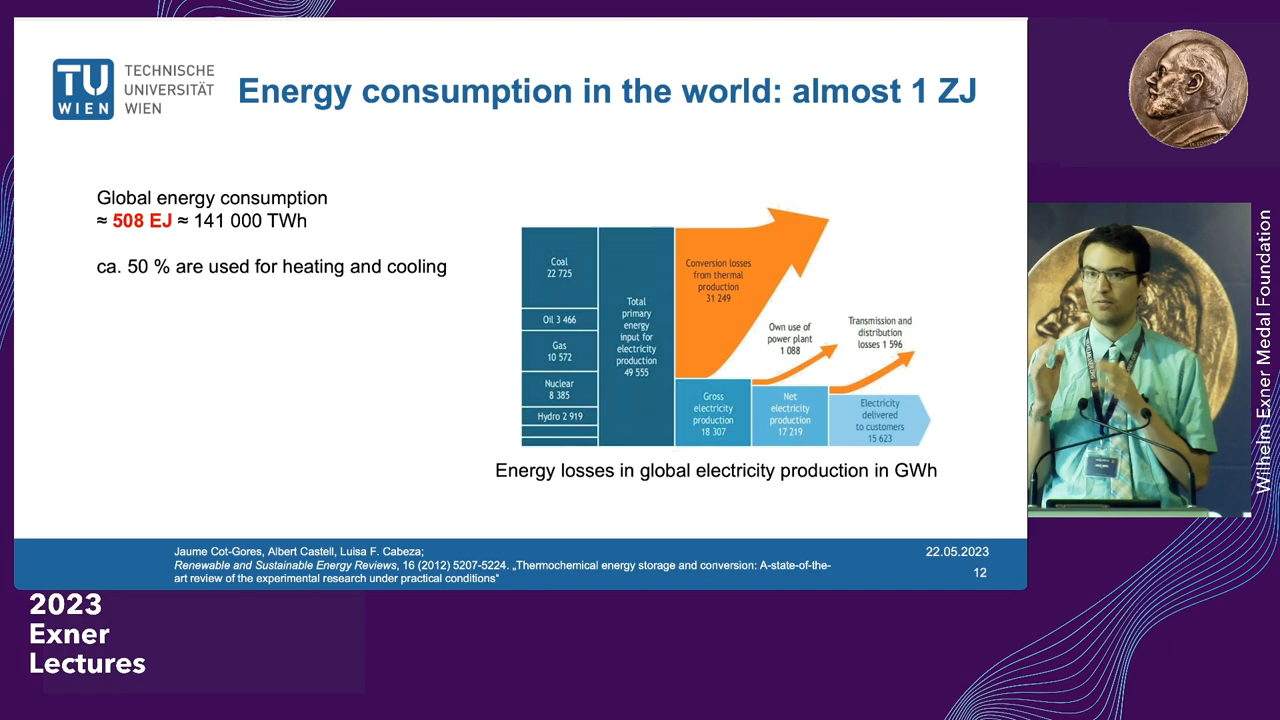 TU
WIEN
TECHNISCHE
UNIVERSITÄT
WIEN
Energy consumption in the world: almost 1 ZJ
Global energy consumption
≈ 508 EJ ≈ 141 000 TWh
ca. 50 % are used for heating and cooling
Coal
22 725
Oil 3 466
Gas
10 572
Nuclear
8 385
Hydro 2 919
Total
primary
energy
input for
electricity
production
49 555
Conversion losses
from thermal
production
31 249
Own use of
power plant
1 088
Transmission and
distribution
losses 1 596
Gross
electricity
production
18 307
Net
electricity
production
17 219
Electricity
delivered
to customers
15 623
Energy losses in global electricity production in GWh
Jaume Cot-Gores, Albert Castell, Luisa F. Cabeza;
Renewable and Sustainable Energy Reviews, 16 (2012) 5207-5224. „Thermochemical energy storage and conversion: A-state-of-the-
art review of the experimental research under practical conditions“
22.05.2023
12
Wilhelm Exner Medal Foundation
2023
Exner
Lectures